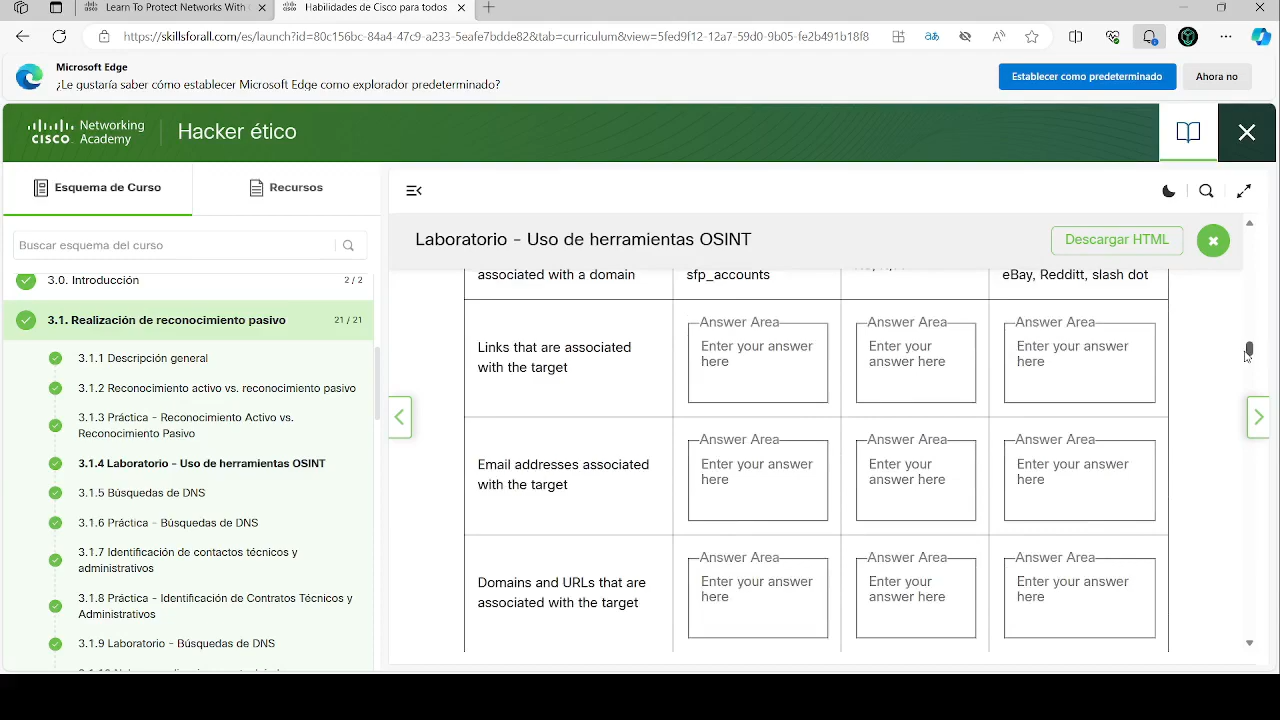 Learn To Protect Networks With
Habilidades de Cisco para todos
https://skillsforall.com/es/launch?id=80c156bc-84a4-47c9-a233-5eafe7bdde82&tab=curriculum&view=5fed9f12-12a7-59d0-9b05-fe2b491b18f8
Microsoft Edge
¿Le gustaría saber cómo establecer Microsoft Edge como explorador predeterminado?
Establecer como predeterminado
Ahora no
Networking
CISCO Academy
Hacker ético
Esquema de Curso
Recursos
Buscar esquema del curso
3.0. Introducción 2 / 2
3.1. Realización de reconocimiento pasivo 21 / 21
3.1.1 Descripción general
3.1.2 Reconocimiento activo vs. reconocimiento pasivo
3.1.3 Práctica - Reconocimiento Activo vs.
Reconocimiento Pasivo
3.1.4 Laboratorio - Uso de herramientas OSINT
3.1.5 Búsquedas de DNS
3.1.6 Práctica - Búsquedas de DNS
3.1.7 Identificación de contactos técnicos y
administrativos
3.1.8 Práctica - Identificación de Contratos Técnicos y
Administrativos
3.1.9 Laboratorio - Búsquedas de DNS
Laboratorio - Uso de herramientas OSINT
Descargar HTML
associated with a domain
sfp_accounts
eBay, Redditt, slash dot
Links that are associated
with the target
Answer Area
Enter your answer
here
Answer Area
Enter your
answer here
Answer Area
Enter your answer
here
Email addresses associated
with the target
Answer Area
Enter your answer
here
Answer Area
Enter your
answer here
Answer Area
Enter your answer
here
Domains and URLs that are
associated with the target
Answer Area
Enter your answer
here
Answer Area
Enter your
answer here
Answer Area
Enter your answer
here